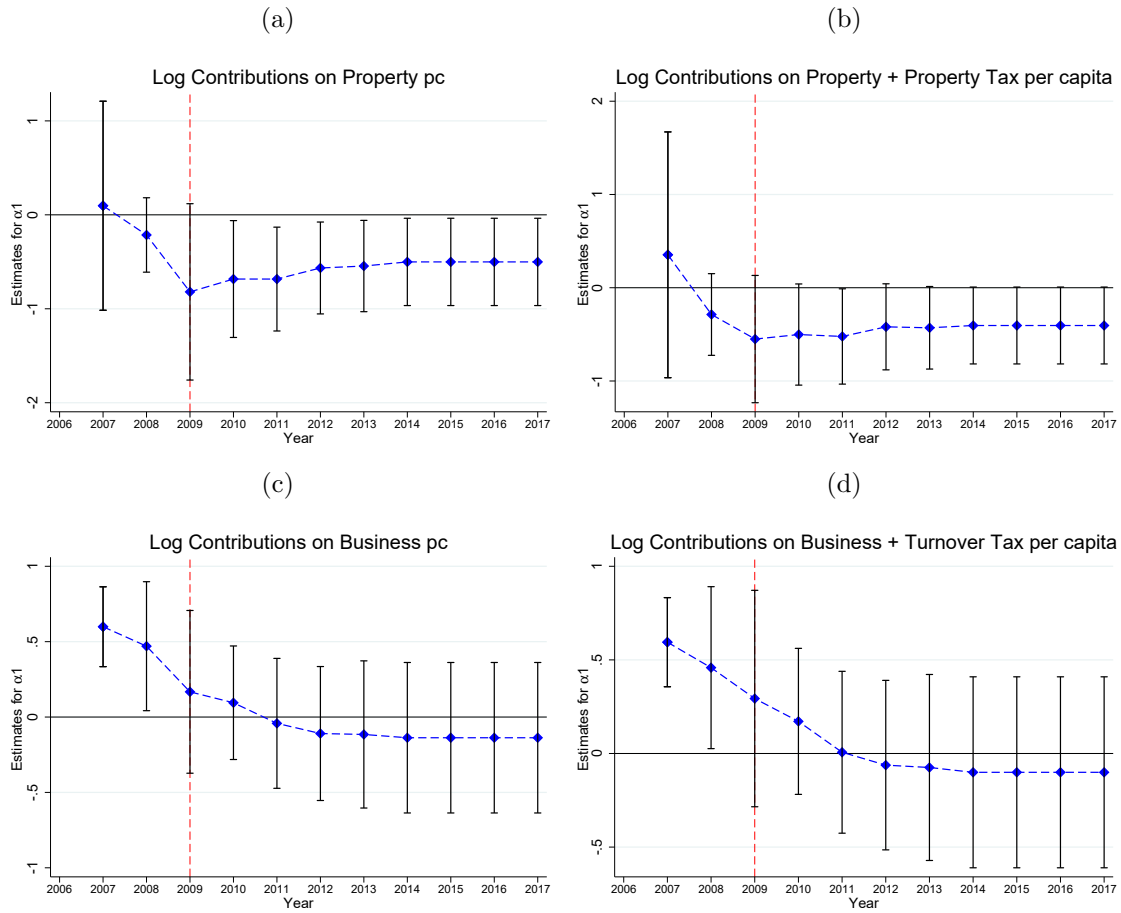 (a)
Log Contributions on Property pc
Estimates for α1
1
0
-1
-2
2006 2007 2008 2009 2010 2011 2012 2013 2014 2015 2016 2017
Year
(b)
Log Contributions on Property + Property Tax per capita
Estimates for α1
2
1
0
-1
2006 2007 2008 2009 2010 2011 2012 2013 2014 2015 2016 2017
Year
(c)
Log Contributions on Business pc
Estimates for α1
1
.5
0
-.5
-1
2006 2007 2008 2009 2010 2011 2012 2013 2014 2015 2016 2017
Year
(d)
Log Contributions on Business + Turnover Tax per capita
Estimates for α1
1
.5
0
-.5
2006 2007 2008 2009 2010 2011 2012 2013 2014 2015 2016 2017
Year